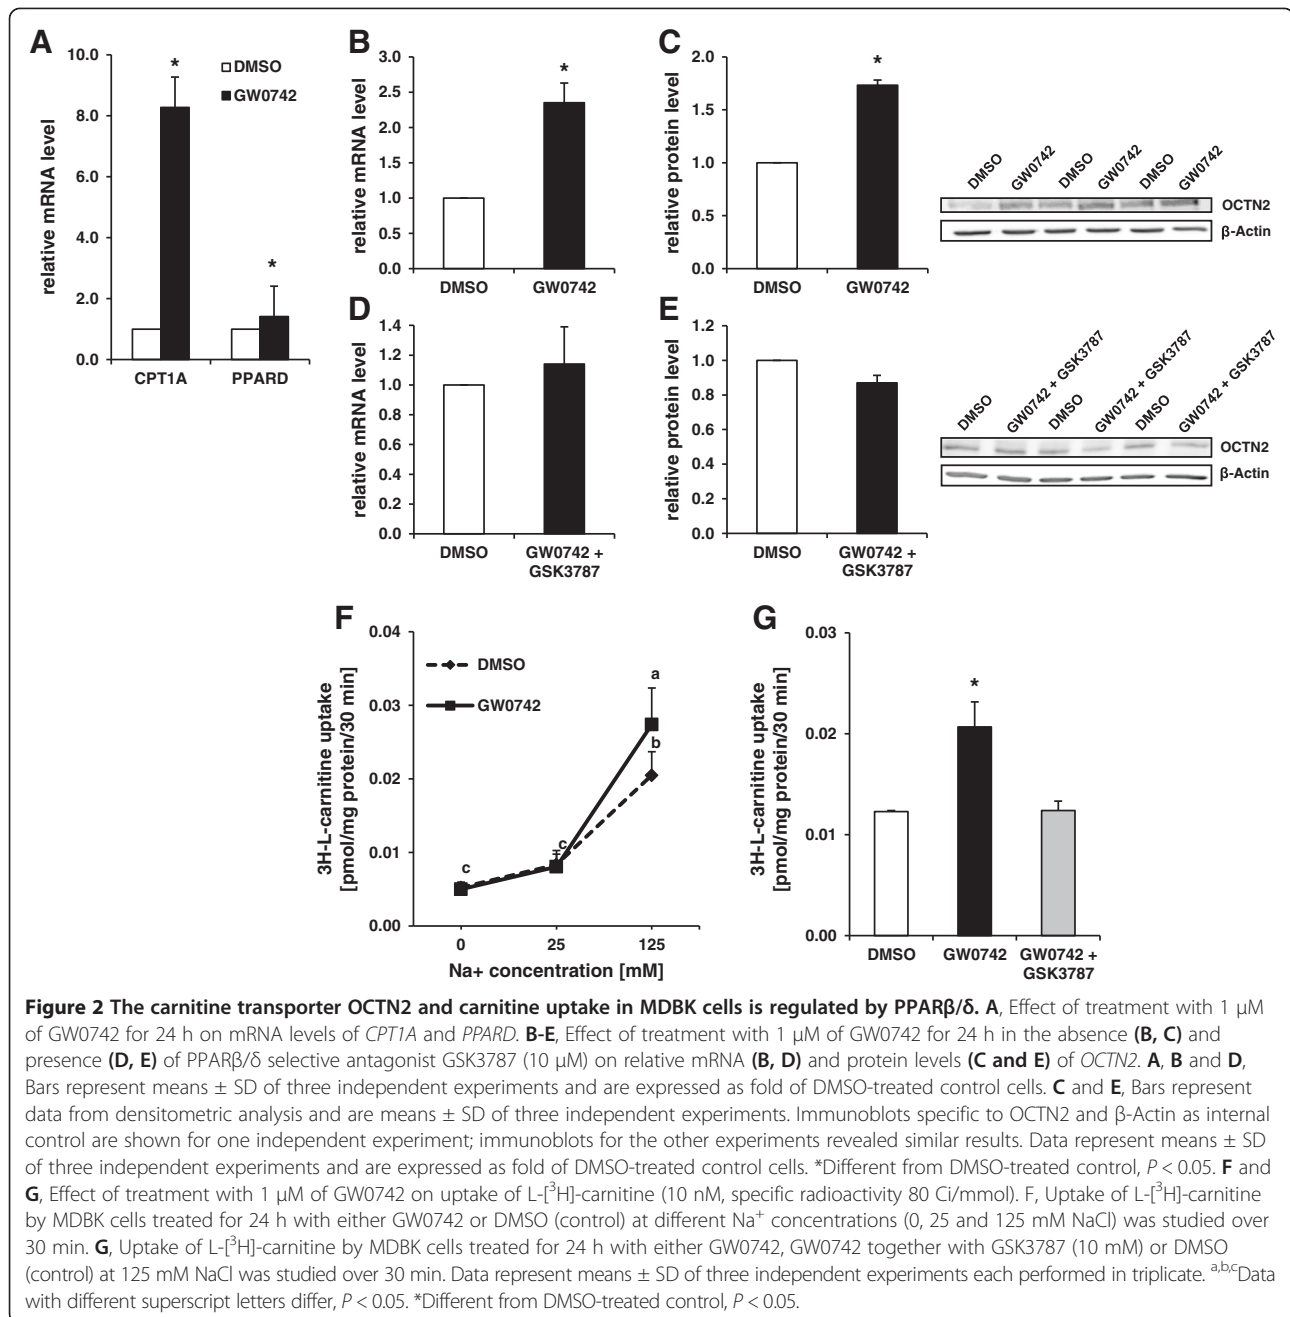 A
10.0
8.0
6.0
4.0
2.0
0.0
relative mRNA level
*
*
DMSO
GW0742
CPT1A PPARD
B
3.0
2.5
2.0
1.5
1.0
0.5
0.0
relative mRNA level
*
DMSO GW0742
C
2.0
1.5
1.0
0.5
0.0
relative protein level
*
DMSO GW0742
DMSO GW0742 DMSO GW0742 DMSO GW0742
OCTN2
β-Actin
D
1.4
1.2
1.0
0.8
0.6
0.4
0.2
0.0
relative mRNA level
DMSO GW0742 +
GSK3787
E
1.2
1.0
0.8
0.6
0.4
0.2
0.0
relative protein level
DMSO GW0742 +
GSK3787
DMSO GW0742 + GSK3787 DMSO GW0742 + GSK3787 DMSO GW0742 + GSK3787
OCTN2
β-Actin
F
0.04
0.03
0.02
0.01
0.00
3H-L-carnitine uptake
[pmol/mg protein/30 min]
DMSO
GW0742
a
b
c
c
0 25 125
Na+ concentration [mM]
G
0.03
0.02
0.01
0.00
3H-L-carnitine uptake
[pmol/mg protein/30 min]
*
DMSO GW0742 GW0742 +
GSK3787
Figure 2 The carnitine transporter OCTN2 and carnitine uptake in MDBK cells is regulated by PPARβ/δ. A, Effect of treatment with 1 μM
of GW0742 for 24 h on mRNA levels of CPT1A and PPARD. B-E, Effect of treatment with 1 μM of GW0742 for 24 h in the absence (B, C) and
presence (D, E) of PPARβ/δ selective antagonist GSK3787 (10 μM) on relative mRNA (B, D) and protein levels (C and E) of OCTN2. A, B and D,
Bars represent means ± SD of three independent experiments and are expressed as fold of DMSO-treated control cells. C and E, Bars represent
data from densitometric analysis and are means ± SD of three independent experiments. Immunoblots specific to OCTN2 and β-Actin as internal
control are shown for one independent experiment; immunoblots for the other experiments revealed similar results. Data represent means ± SD
of three independent experiments and are expressed as fold of DMSO-treated control cells. *Different from DMSO-treated control, P < 0.05. F and
G, Effect of treatment with 1 μM of GW0742 on uptake of L-[³H]-carnitine (10 nM, specific radioactivity 80 Ci/mmol). F, Uptake of L-[³H]-carnitine
by MDBK cells treated for 24 h with either GW0742 or DMSO (control) at different Na⁺ concentrations (0, 25 and 125 mM NaCl) was studied over
30 min. G, Uptake of L-[³H]-carnitine by MDBK cells treated for 24 h with either GW0742, GW0742 together with GSK3787 (10 mM) or DMSO
(control) at 125 mM NaCl was studied over 30 min. Data represent means ± SD of three independent experiments each performed in triplicate. ᵃ,ᵇ,ᶜData
with different superscript letters differ, P < 0.05. *Different from DMSO-treated control, P < 0.05.